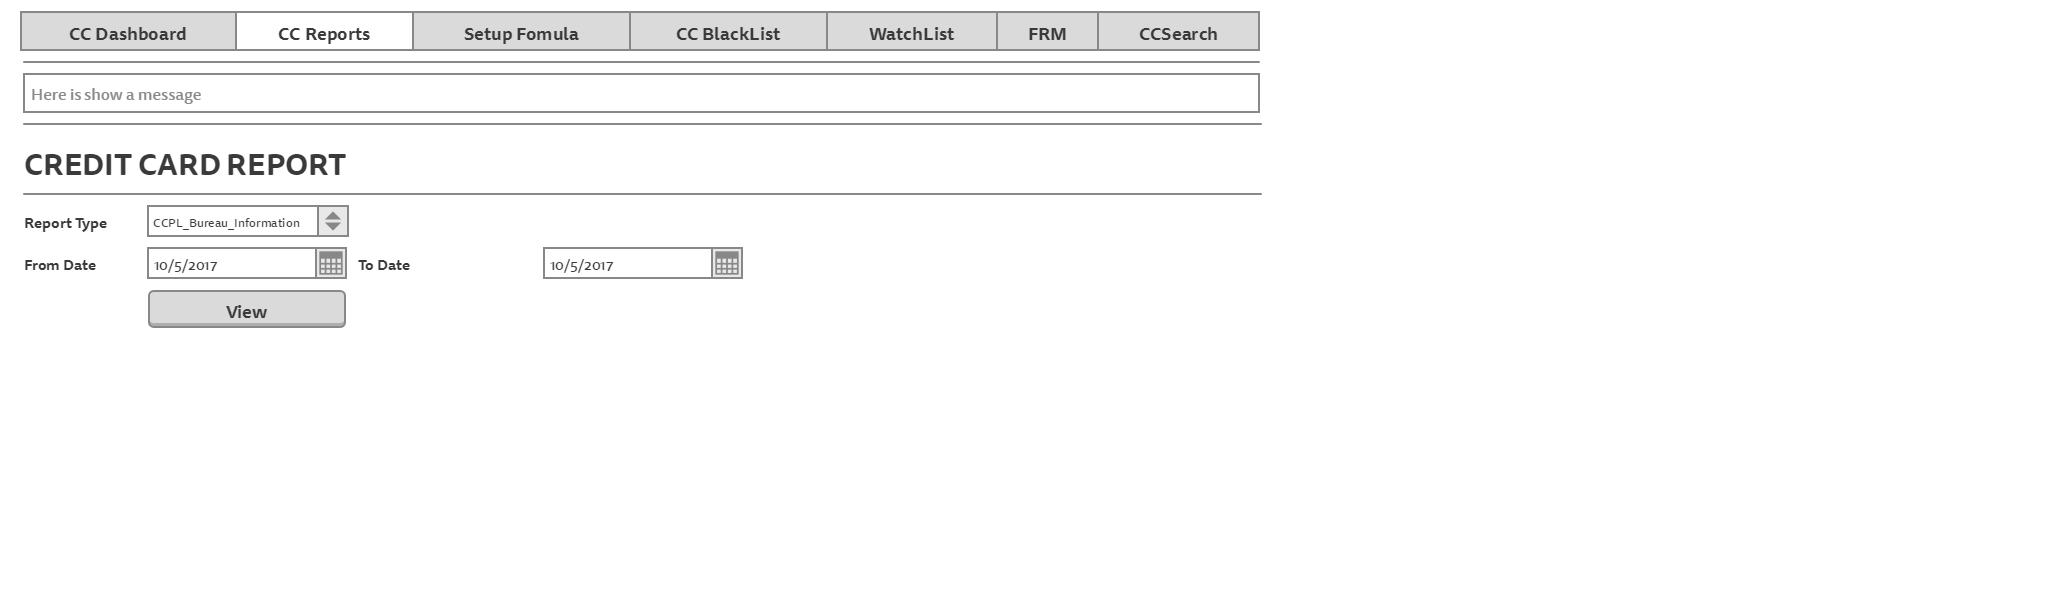 CC Dashboard CC Reports Setup Fomula CC BlackList WatchList FRM CCSearch
Here is show a message
CREDIT CARD REPORT
Report Type CCPL_Bureau_Information
From Date 10/5/2017 To Date 10/5/2017
View